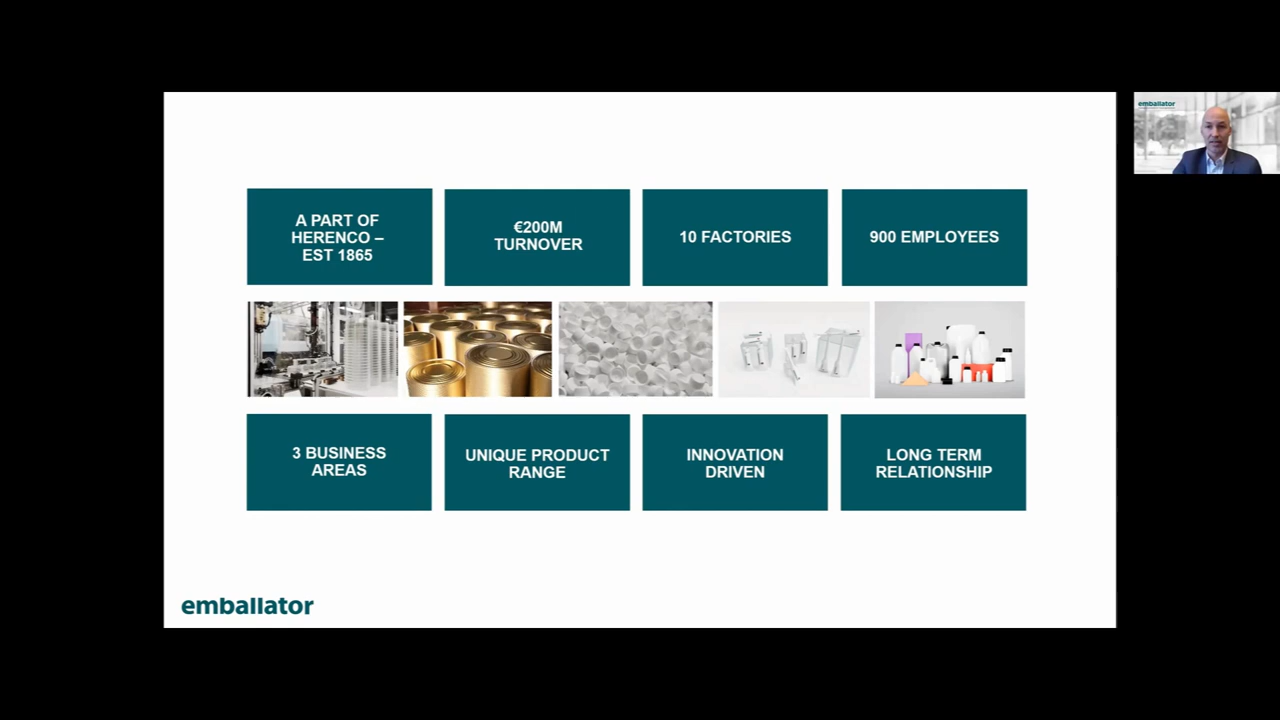 A PART OF
HERENCO –
EST 1865
€200M
TURNOVER
10 FACTORIES
900 EMPLOYEES
3 BUSINESS
AREAS
UNIQUE PRODUCT
RANGE
INNOVATION
DRIVEN
LONG TERM
RELATIONSHIP
emballator
emballator